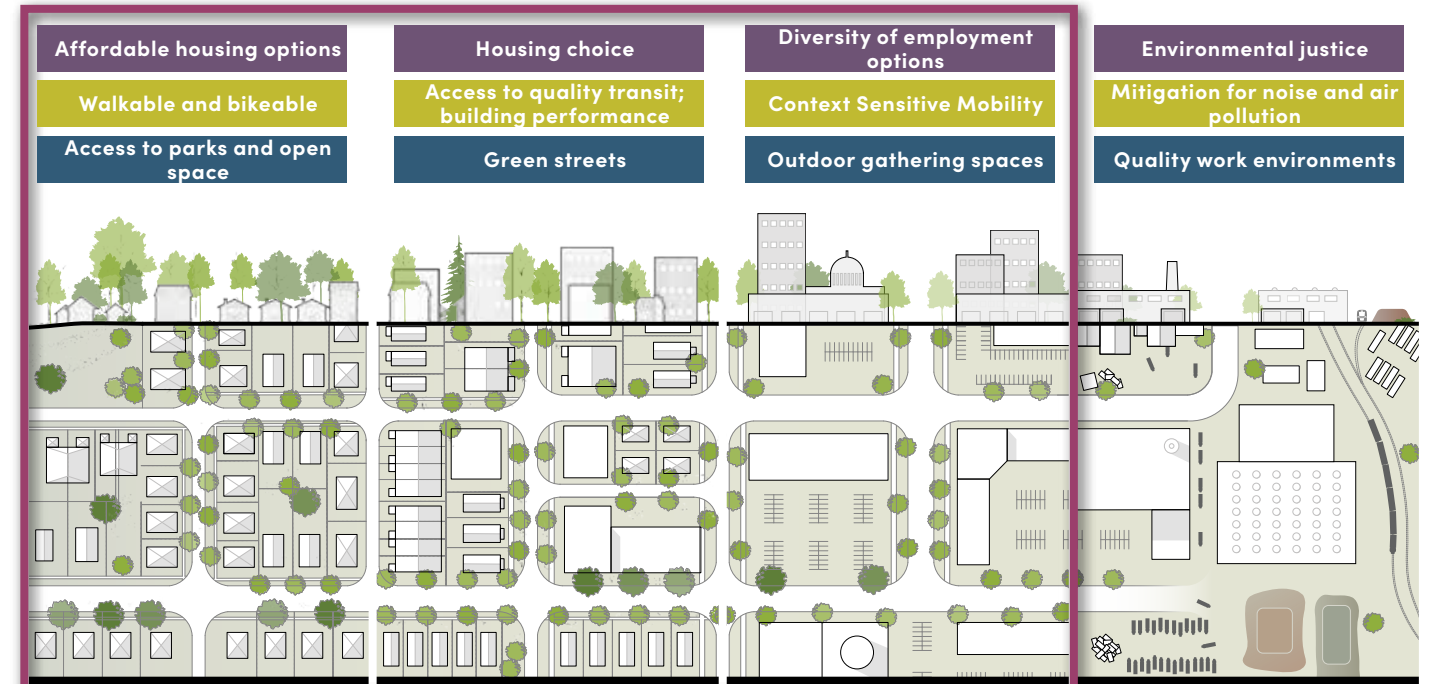 Affordable housing options
Walkable and bikeable
Access to parks and open
space
Housing choice
Access to quality transit;
building performance
Green streets
Diversity of employment
options
Context Sensitive Mobility
Outdoor gathering spaces
Environmental justice
Mitigation for noise and air
pollution
Quality work environments